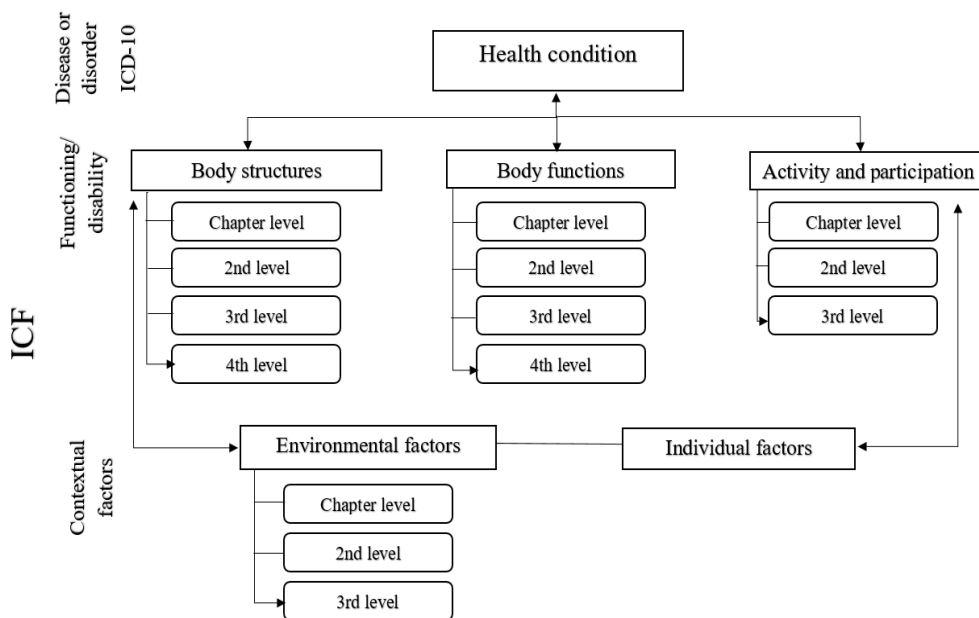 Disease or
disorder
ICD-10
Health condition
Functioning/
disability
Body structures
Body functions
Activity and participation
Chapter level
Chapter level
Chapter level
2nd level
2nd level
2nd level
3rd level
3rd level
3rd level
4th level
4th level
ICF
Contextual
factors
Environmental factors
Individual factors
Chapter level
2nd level
3rd level